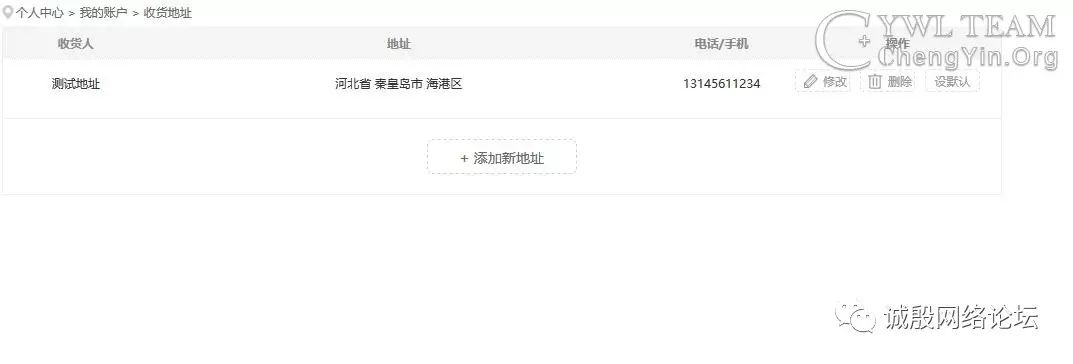 个人中心 > 我的账户 > 收货地址
CYWL TEAM
ChengYin.Org
收货人 地址 电话/手机 操作
测试地址 河北省 秦皇岛市 海港区 13145611234 修改 删除 设默认
+ 添加新地址
诚殷网络论坛